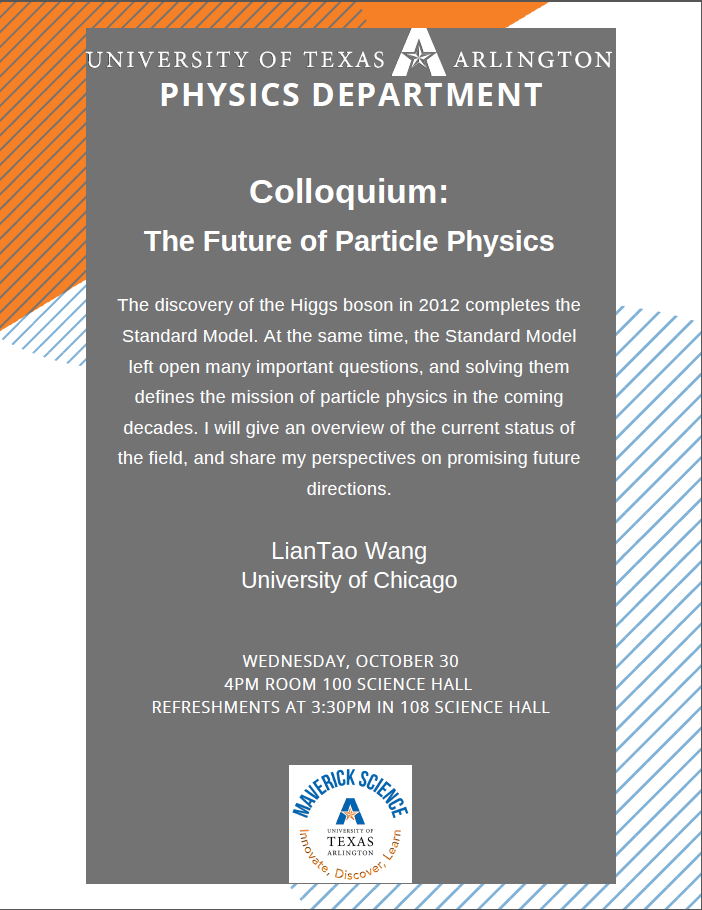 UNIVERSITY OF TEXAS A ARLINGTON
PHYSICS DEPARTMENT
Colloquium:
The Future of Particle Physics
The discovery of the Higgs boson in 2012 completes the
Standard Model. At the same time, the Standard Model
left open many important questions, and solving them
defines the mission of particle physics in the coming
decades. I will give an overview of the current status of
the field, and share my perspectives on promising future
directions.
LianTao Wang
University of Chicago
WEDNESDAY, OCTOBER 30
4PM ROOM 100 SCIENCE HALL
REFRESHMENTS AT 3:30PM IN 108 SCIENCE HALL
MAVERICK SCIENCE
A
UNIVERSITY OF
TEXAS
ARLINGTON
Innovate, Discover, Learn